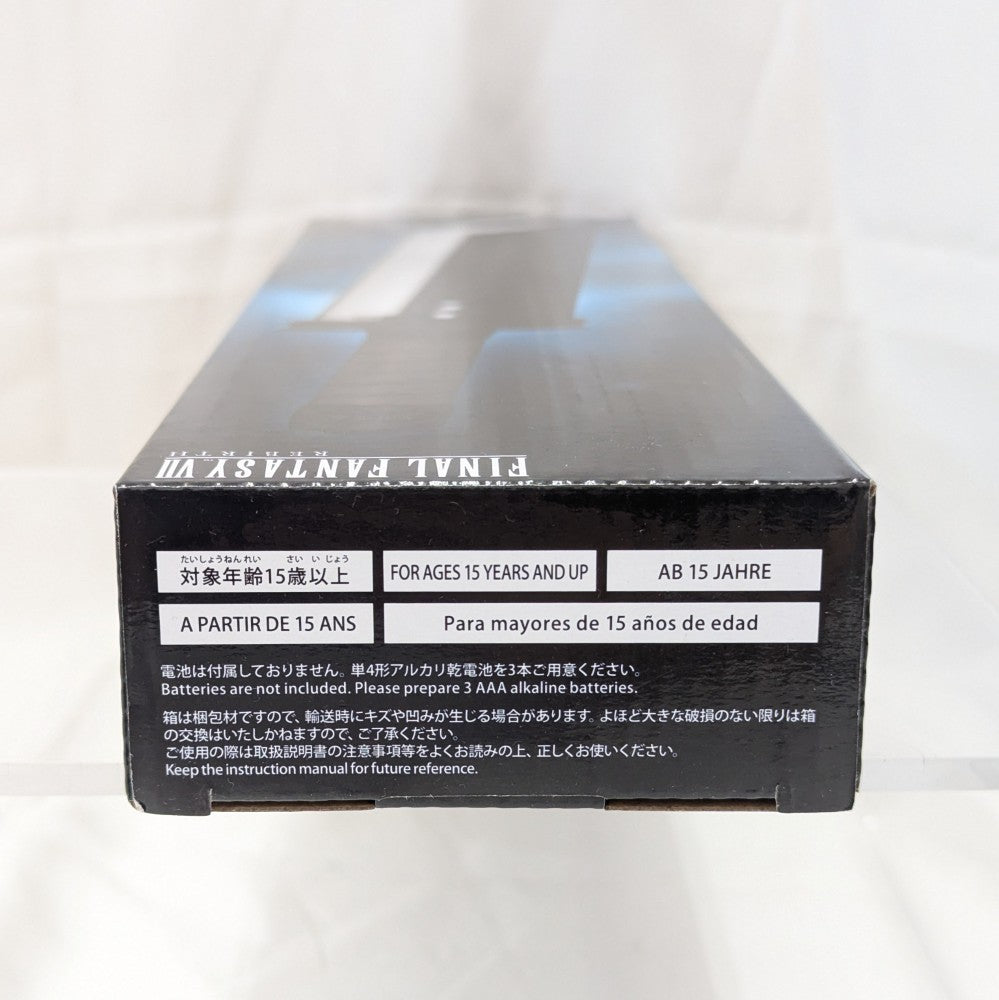 FINAL FANTASY VII
REBIRTH
たいしょうねんれい さい い じょう
対象年齢15歳以上
FOR AGES 15 YEARS AND UP
AB 15 JAHRE
A PARTIR DE 15 ANS
Para mayores de 15 años de edad
電池は付属しておりません。単4形アルカリ乾電池を3本ご用意ください。
Batteries are not included. Please prepare 3 AAA alkaline batteries.
箱は梱包材ですので、輸送時にキズや凹みが生じる場合があります。よほど大きな破損のない限りは箱
の交換はいたしかねますので、ご了承ください。
ご使用の際は取扱説明書の注意事項等をよくお読みの上、正しくお使いください。
Keep the instruction manual for future reference.